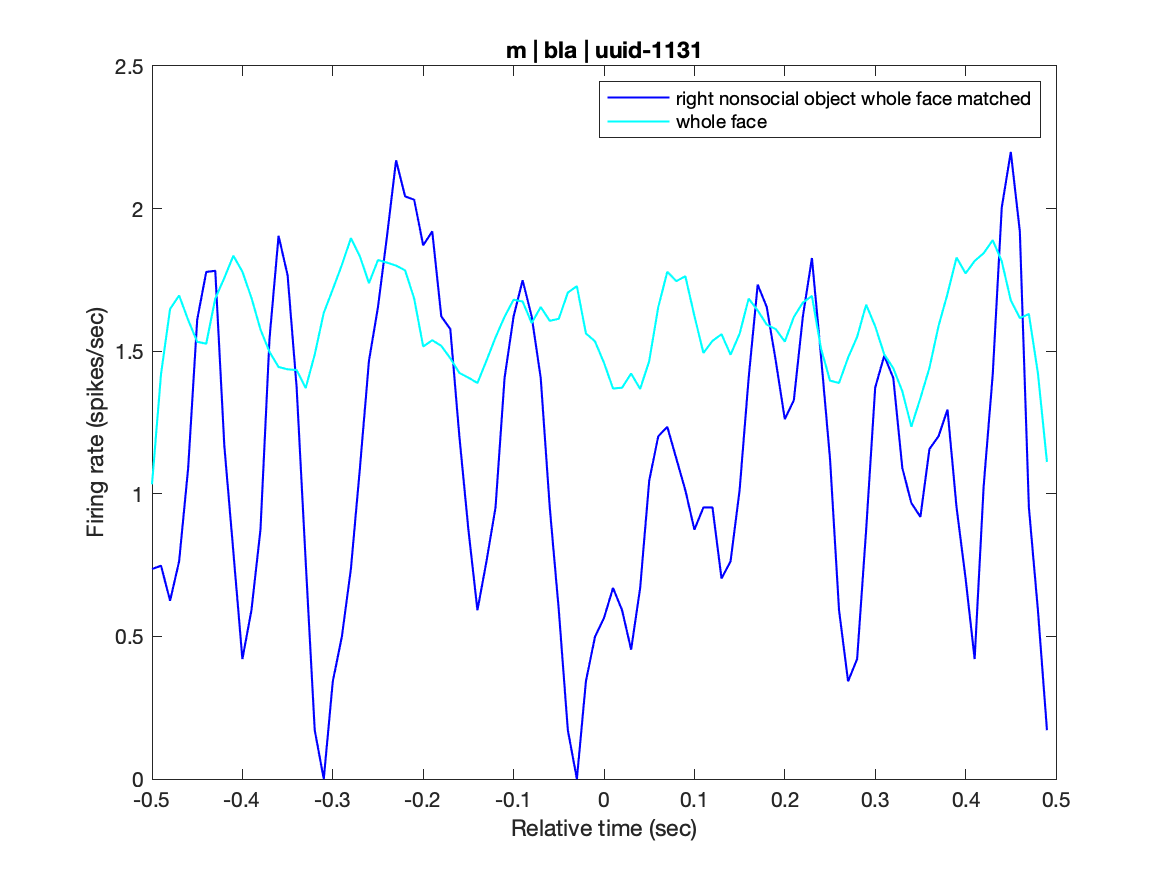 m | bla | uuid-1131
2.5
right nonsocial object whole face matched
whole face
2
1.5
Firing rate (spikes/sec)
1
0.5
0
-0.5 -0.4 -0.3 -0.2 -0.1 0 0.1 0.2 0.3 0.4 0.5
Relative time (sec)